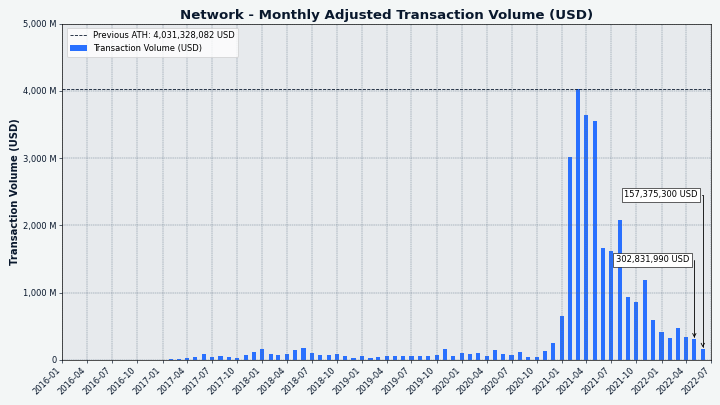 Network - Monthly Adjusted Transaction Volume (USD)
Previous ATH: 4,031,328,082 USD
Transaction Volume (USD)
Transaction Volume (USD)
5,000 M
4,000 M
3,000 M
2,000 M
1,000 M
0
157,375,300 USD
302,831,990 USD
2016-01
2016-04
2016-07
2016-10
2017-01
2017-04
2017-07
2017-10
2018-01
2018-04
2018-07
2018-10
2019-01
2019-04
2019-07
2019-10
2020-01
2020-04
2020-07
2020-10
2021-01
2021-04
2021-07
2021-10
2022-01
2022-04
2022-07